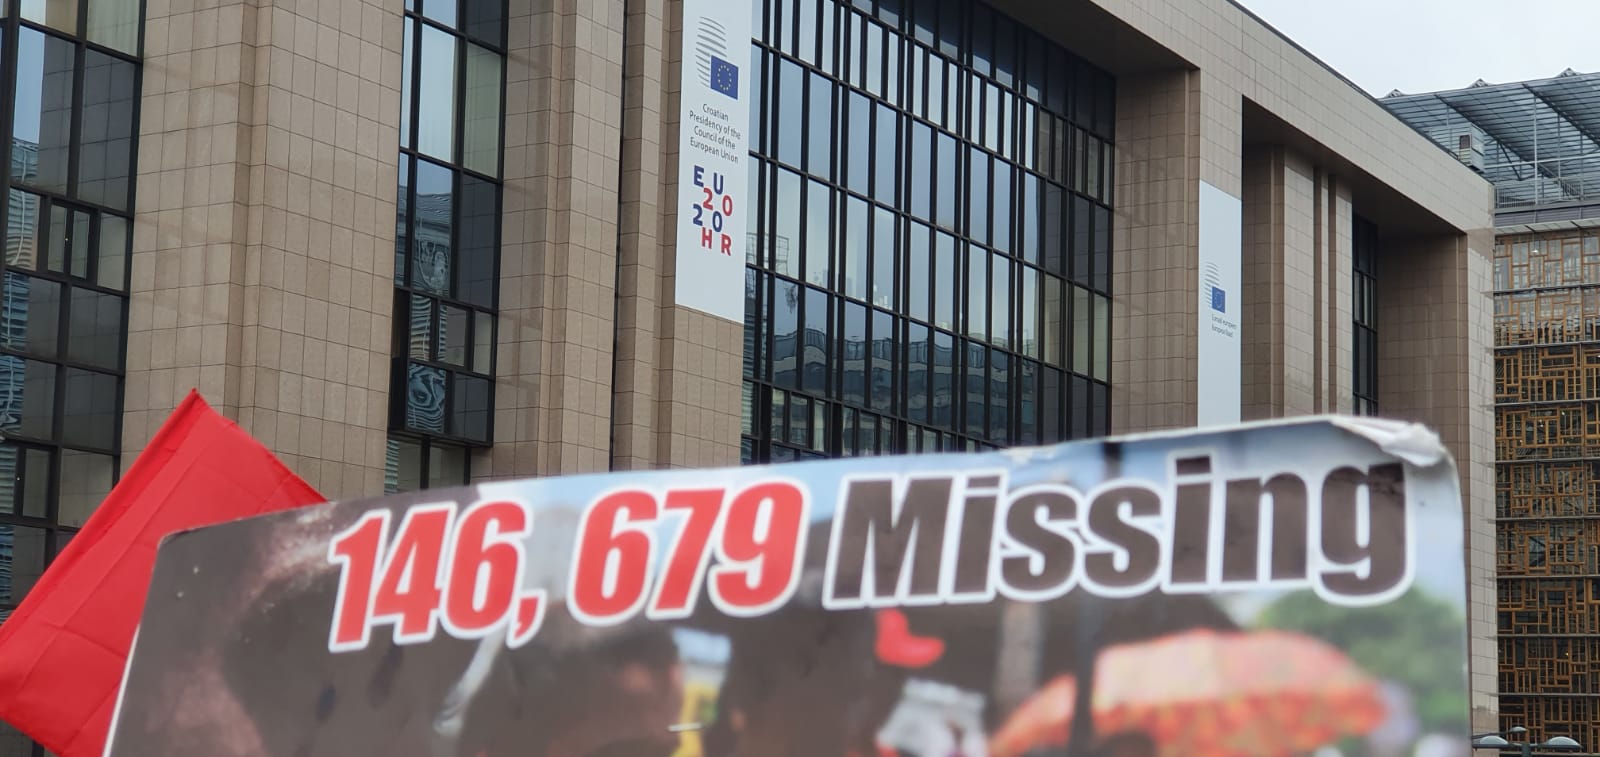 Croatian
Presidency of the
Council of the
European Union
EU
20
20
HR
146, 679 Missing